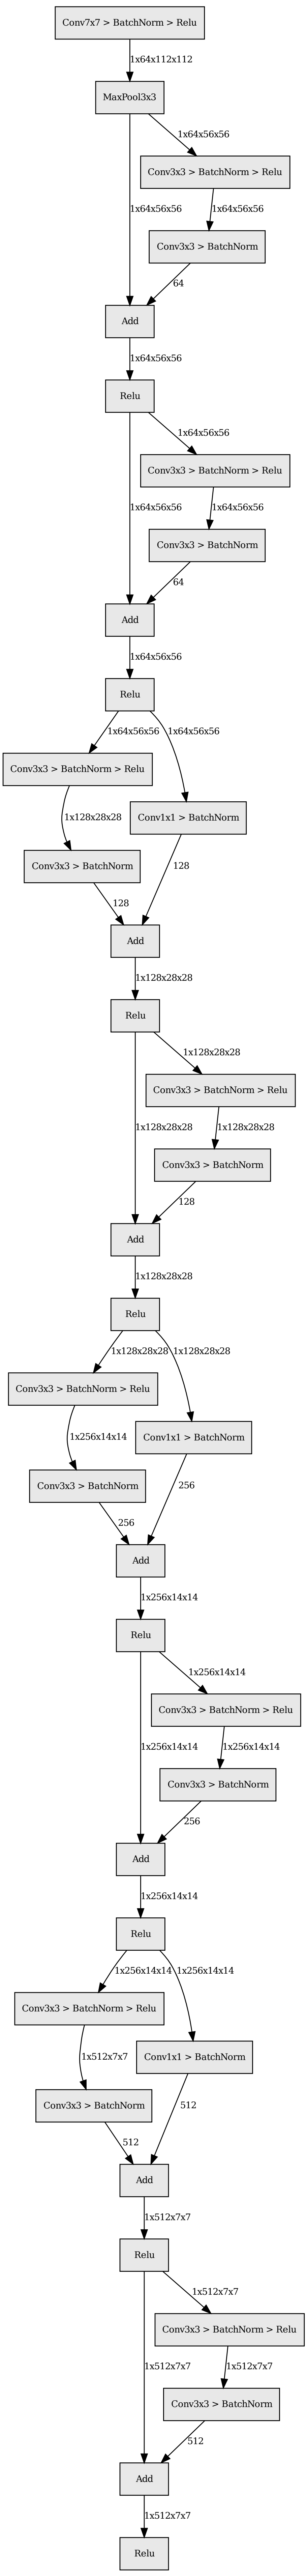 Conv7x7 > BatchNorm > Relu
1x64x112x112
MaxPool3x3
1x64x56x56
Conv3x3 > BatchNorm > Relu
1x64x56x56
1x64x56x56
Conv3x3 > BatchNorm
64
Add
1x64x56x56
Relu
1x64x56x56
Conv3x3 > BatchNorm > Relu
1x64x56x56
1x64x56x56
Conv3x3 > BatchNorm
64
Add
1x64x56x56
Relu
1x64x56x56
1x64x56x56
Conv3x3 > BatchNorm > Relu
1x128x28x28
Conv1x1 > BatchNorm
Conv3x3 > BatchNorm
128
128
Add
1x128x28x28
Relu
1x128x28x28
Conv3x3 > BatchNorm > Relu
1x128x28x28
1x128x28x28
Conv3x3 > BatchNorm
128
Add
1x128x28x28
Relu
1x128x28x28
1x128x28x28
Conv3x3 > BatchNorm > Relu
1x256x14x14
Conv1x1 > BatchNorm
Conv3x3 > BatchNorm
256
256
Add
1x256x14x14
Relu
1x256x14x14
Conv3x3 > BatchNorm > Relu
1x256x14x14
1x256x14x14
Conv3x3 > BatchNorm
256
Add
1x256x14x14
Relu
1x256x14x14
1x256x14x14
Conv3x3 > BatchNorm > Relu
1x512x7x7
Conv1x1 > BatchNorm
Conv3x3 > BatchNorm
512
512
Add
1x512x7x7
Relu
1x512x7x7
Conv3x3 > BatchNorm > Relu
1x512x7x7
1x512x7x7
Conv3x3 > BatchNorm
512
Add
1x512x7x7
Relu